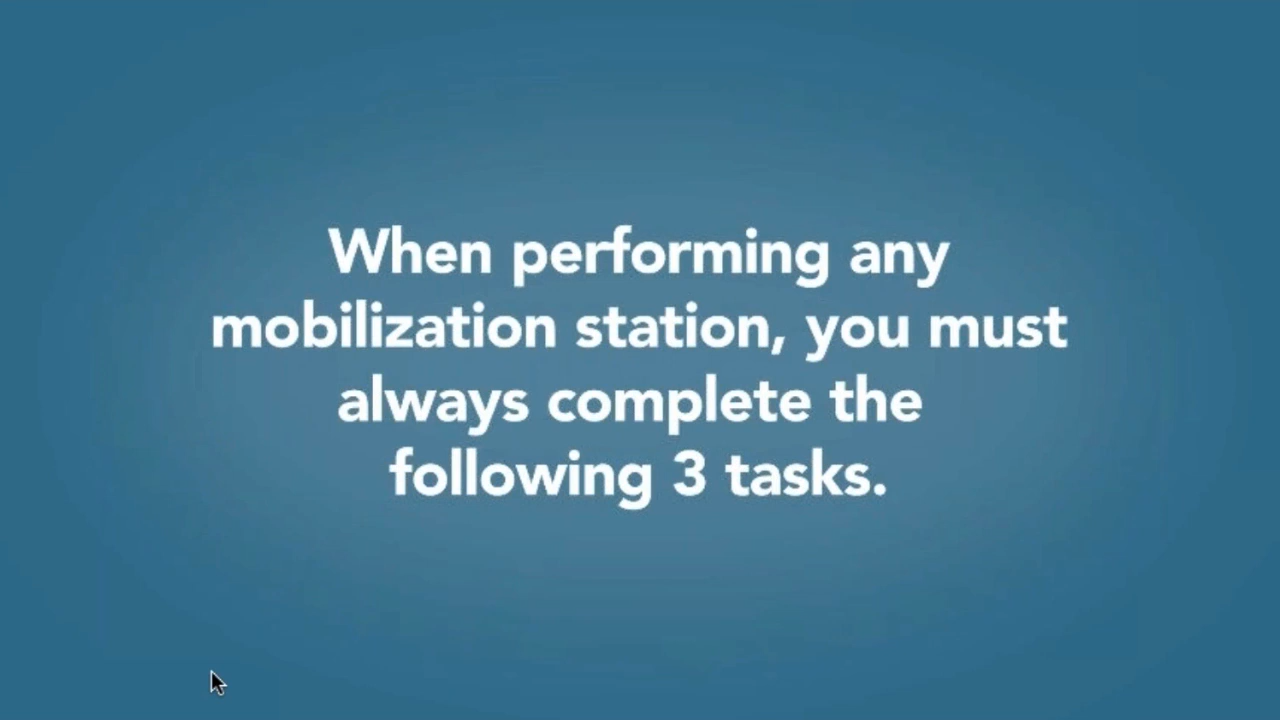 When performing any
mobilization station, you must
always complete the
following 3 tasks.